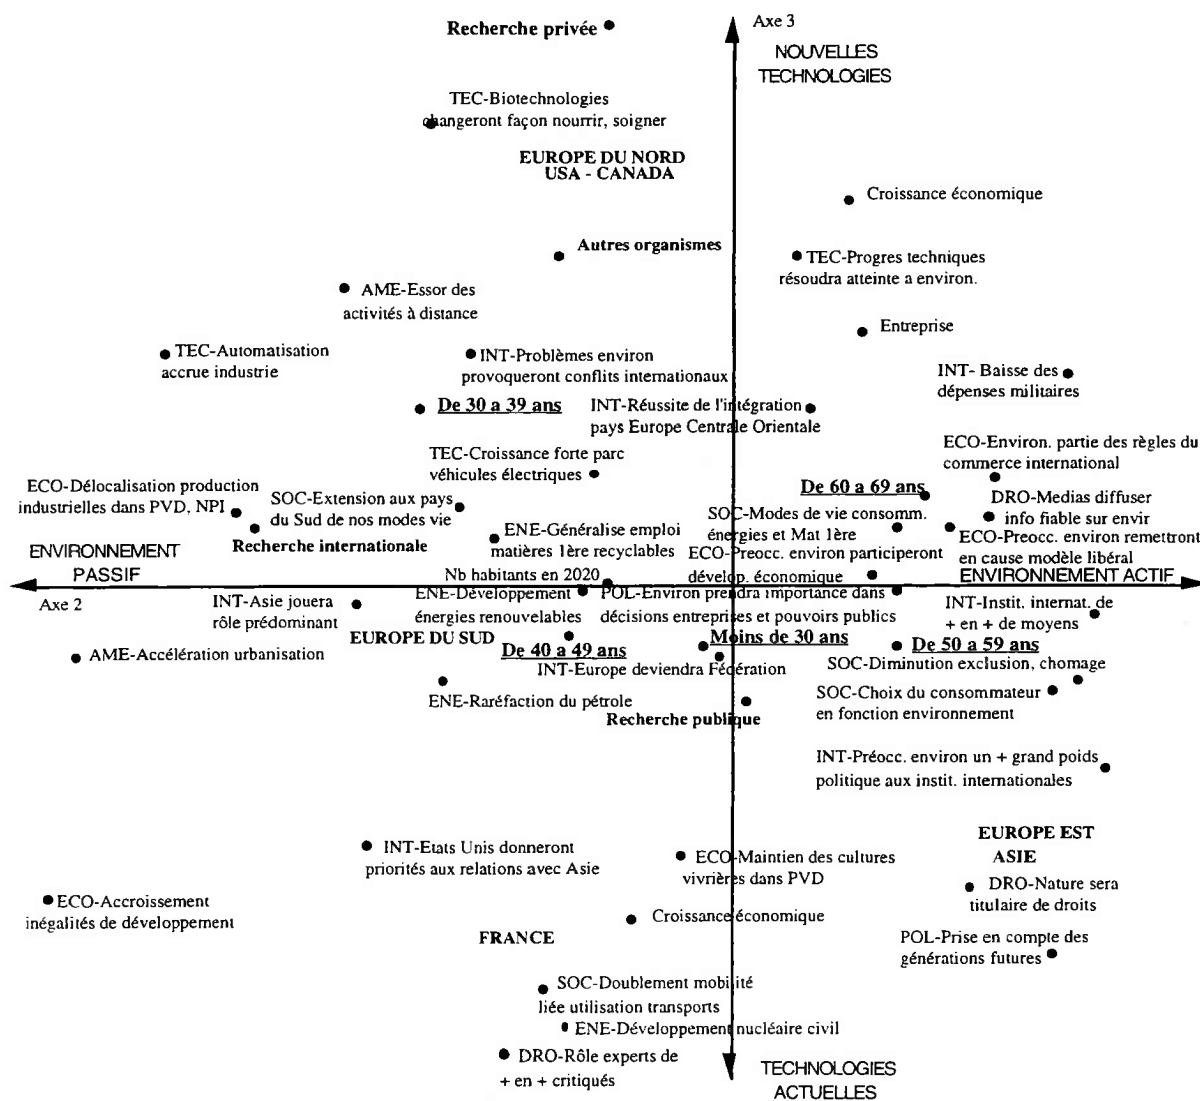 Axe 3
Recherche privée
NOUVELLES
TECHNOLOGIES
TEC-Biotechnologies
changeront façon nourrir, soigner
EUROPE DU NORD
USA - CANADA
Croissance économique
Autres organismes
TEC-Progres techniques
résoudra atteinte a environ.
AME-Essor des
activités à distance
Entreprise
TEC-Automatisation
accrue industrie
INT-Problèmes environ
provoqueront conflits internationaux
INT- Baisse des
dépenses militaires
De 30 a 39 ans
INT-Réussite de l'intégration
pays Europe Centrale Orientale
TEC-Croissance forte parc
véhicules électriques
ECO-Environ. partie des règles du
commerce international
ECO-Délocalisation production
industrielles dans PVD, NPI
SOC-Extension aux pays
du Sud de nos modes vie
De 60 a 69 ans
DRO-Medias diffuser
info fiable sur envir
SOC-Modes de vie consomm.
énergies et Mat 1ère
Recherche internationale
ENE-Généralise emploi
matières 1ère recyclables
ECO-Preocc. environ remettront
en cause modèle libéral
ECO-Preocc. environ participeront
dévelop. économique
ENVIRONNEMENT
PASSIF
Nb habitants en 2020
ENVIRONNEMENT ACTIF
Axe 2
INT-Asie jouera
rôle prédominant
ENE-Développement
énergies renouvelables
POL-Environ prendra importance dans
décisions entreprises et pouvoirs publics
INT-Instit. internat. de
+ en + de moyens
EUROPE DU SUD
De 40 a 49 ans
Moins de 30 ans
De 50 a 59 ans
AME-Accélération urbanisation
INT-Europe deviendra Fédération
SOC-Diminution exclusion, chomage
ENE-Raréfaction du pétrole
SOC-Choix du consommateur
en fonction environnement
Recherche publique
INT-Préocc. environ un + grand poids
politique aux instit. internationales
EUROPE EST
ASIE
INT-Etats Unis donneront
priorités aux relations avec Asie
ECO-Maintien des cultures
vivrières dans PVD
DRO-Nature sera
titulaire de droits
ECO-Accroissement
inégalités de développement
Croissance économique
FRANCE
POL-Prise en compte des
générations futures
SOC-Doublement mobilité
liée utilisation transports
ENE-Développement nucléaire civil
DRO-Rôle experts de
+ en + critiqués
TECHNOLOGIES
ACTUELLES